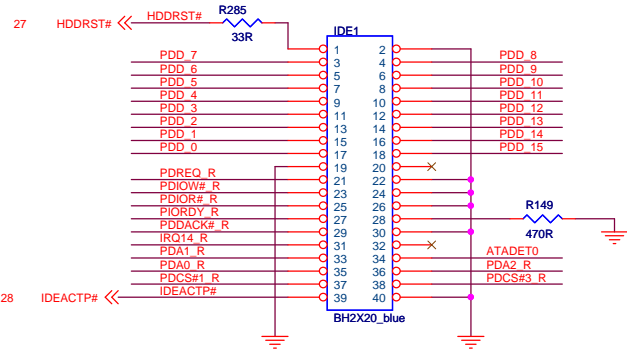 R285
27 HDDRST# HDDRST#
33R
IDE1
1 2
PDD_7 3 4 PDD_8
PDD_6 5 6 PDD_9
PDD_5 7 8 PDD_10
PDD_4 9 10 PDD_11
PDD_3 11 12 PDD_12
PDD_2 13 14 PDD_13
PDD_1 15 16 PDD_14
PDD_0 17 18 PDD_15
19 20
PDREQ_R 21 22
PDIOW#_R 23 24
PDIOR#_R 25 26
R149
PIORDY_R 27 28
470R
PDDACK#_R 29 30
IRQ14_R 31 32
PDA1_R 33 34 ATADET0
PDA0_R 35 36 PDA2_R
PDCS#1_R 37 38 PDCS#3_R
28 IDEACTP# IDEACTP# 39 40
BH2X20_blue